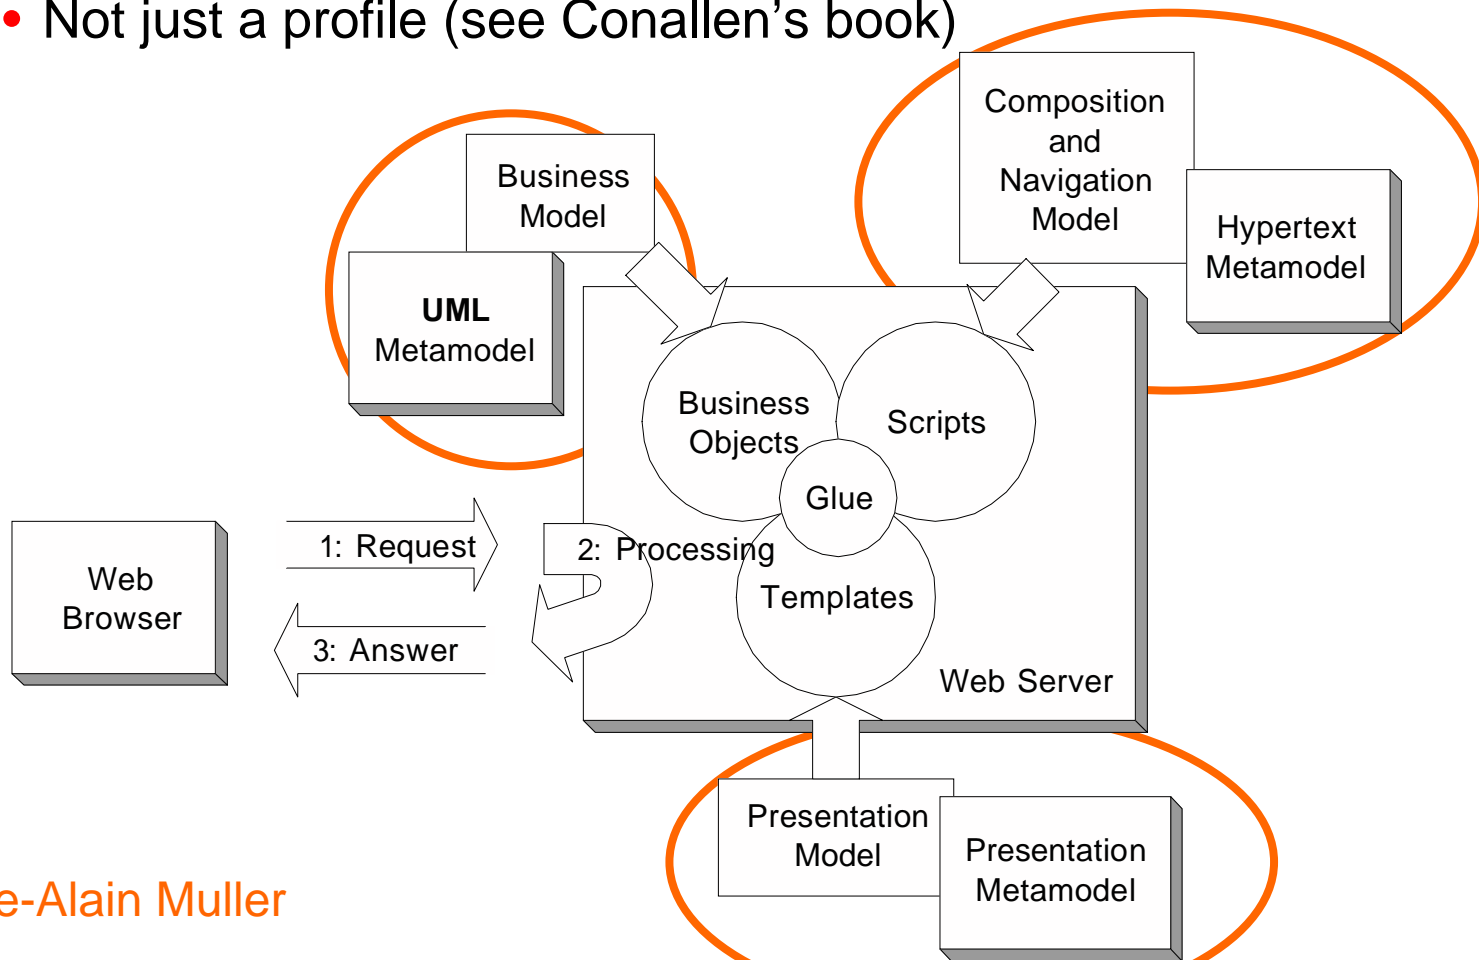 • Not just a profile (see Conallen's book)
Composition
and
Navigation
Model
Hypertext
Metamodel
Business
Model
UML
Metamodel
Business
Objects
Scripts
Glue
Templates
Web Server
1: Request
2: Processing
3: Answer
Web
Browser
Presentation
Model
Presentation
Metamodel
e-Alain Muller